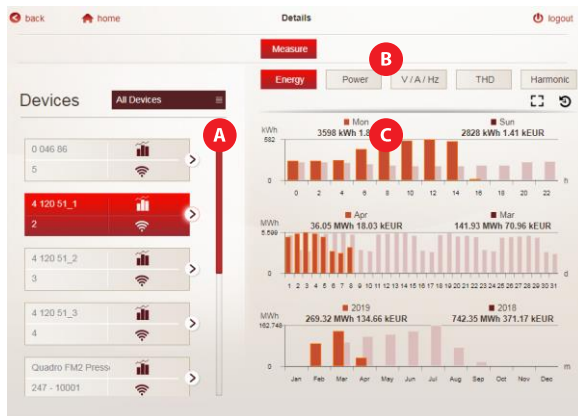 back home Details logout
Measure
B
Energy Power V / A / Hz THD Harmonic
Devices All Devices
A
0 046 86
5
4 120 51_1
2
4 120 51_2
3
4 120 51_3
4
Quadro FM2 Press
247 - 10001
C
Mon Sun
kWh 3598 kWh 1.8 2828 kWh 1.41 kEUR
582
0
0 2 4 6 8 10 12 14 16 18 20 22 h
Apr Mar
MWh 36.05 MWh 18.03 kEUR 141.93 MWh 70.96 kEUR
5.599
0
1 2 3 4 5 6 7 8 9 10 11 12 13 14 15 16 17 18 19 20 21 22 23 24 25 26 27 28 29 30 31 d
2019 2018
MWh 269.32 MWh 134.66 kEUR 742.35 MWh 371.17 kEUR
162.748
0
Jan Feb Mar Apr May Jun Jul Aug Sep Oct Nov Dec m